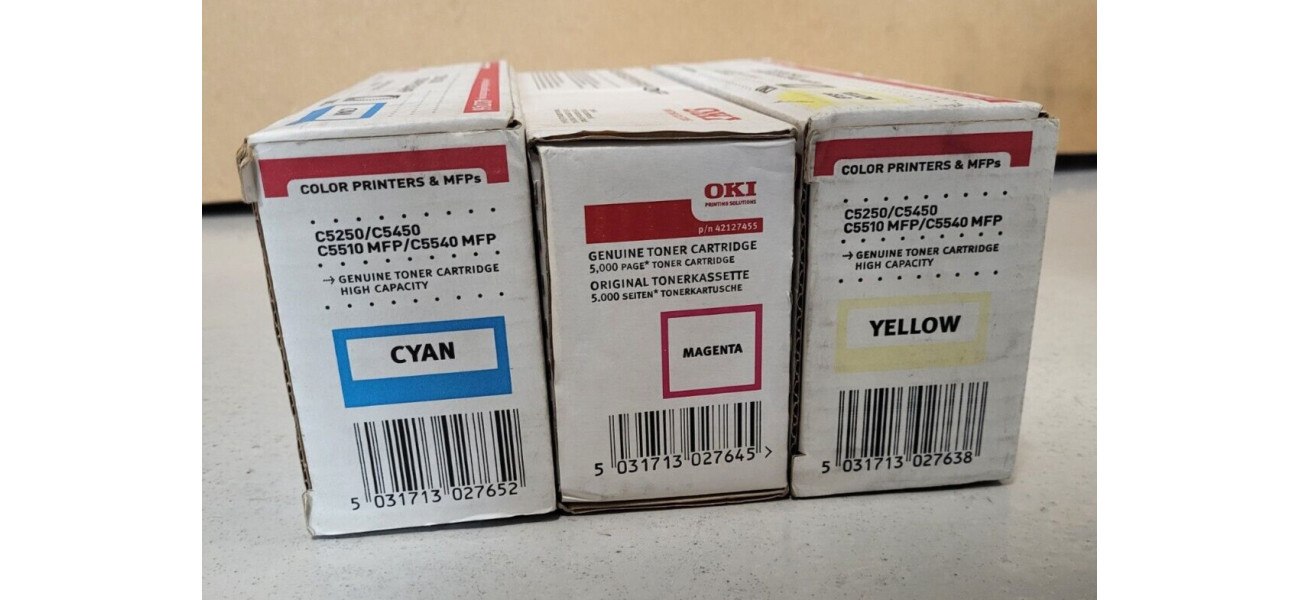 CYAN
COLOR PRINTERS & MFPs
C5250/C5450
C5510 MFP/C5540 MFP
→ GENUINE TONER CARTRIDGE
HIGH CAPACITY
CYAN
5 031713 027652
OKI
OKI
PRINTING SOLUTIONS
p/n 42127455
GENUINE TONER CARTRIDGE
5,000 PAGE* TONER CARTRIDGE
ORIGINAL TONERKASSETTE
5.000 SEITEN* TONERKARTUSCHE
MAGENTA
5 031713 027645 >
COLOR PRINTERS & MFPs
C5250/C5450
C5510 MFP/C5540 MFP
→ GENUINE TONER CARTRIDGE
HIGH CAPACITY
YELLOW
5 031713 027638